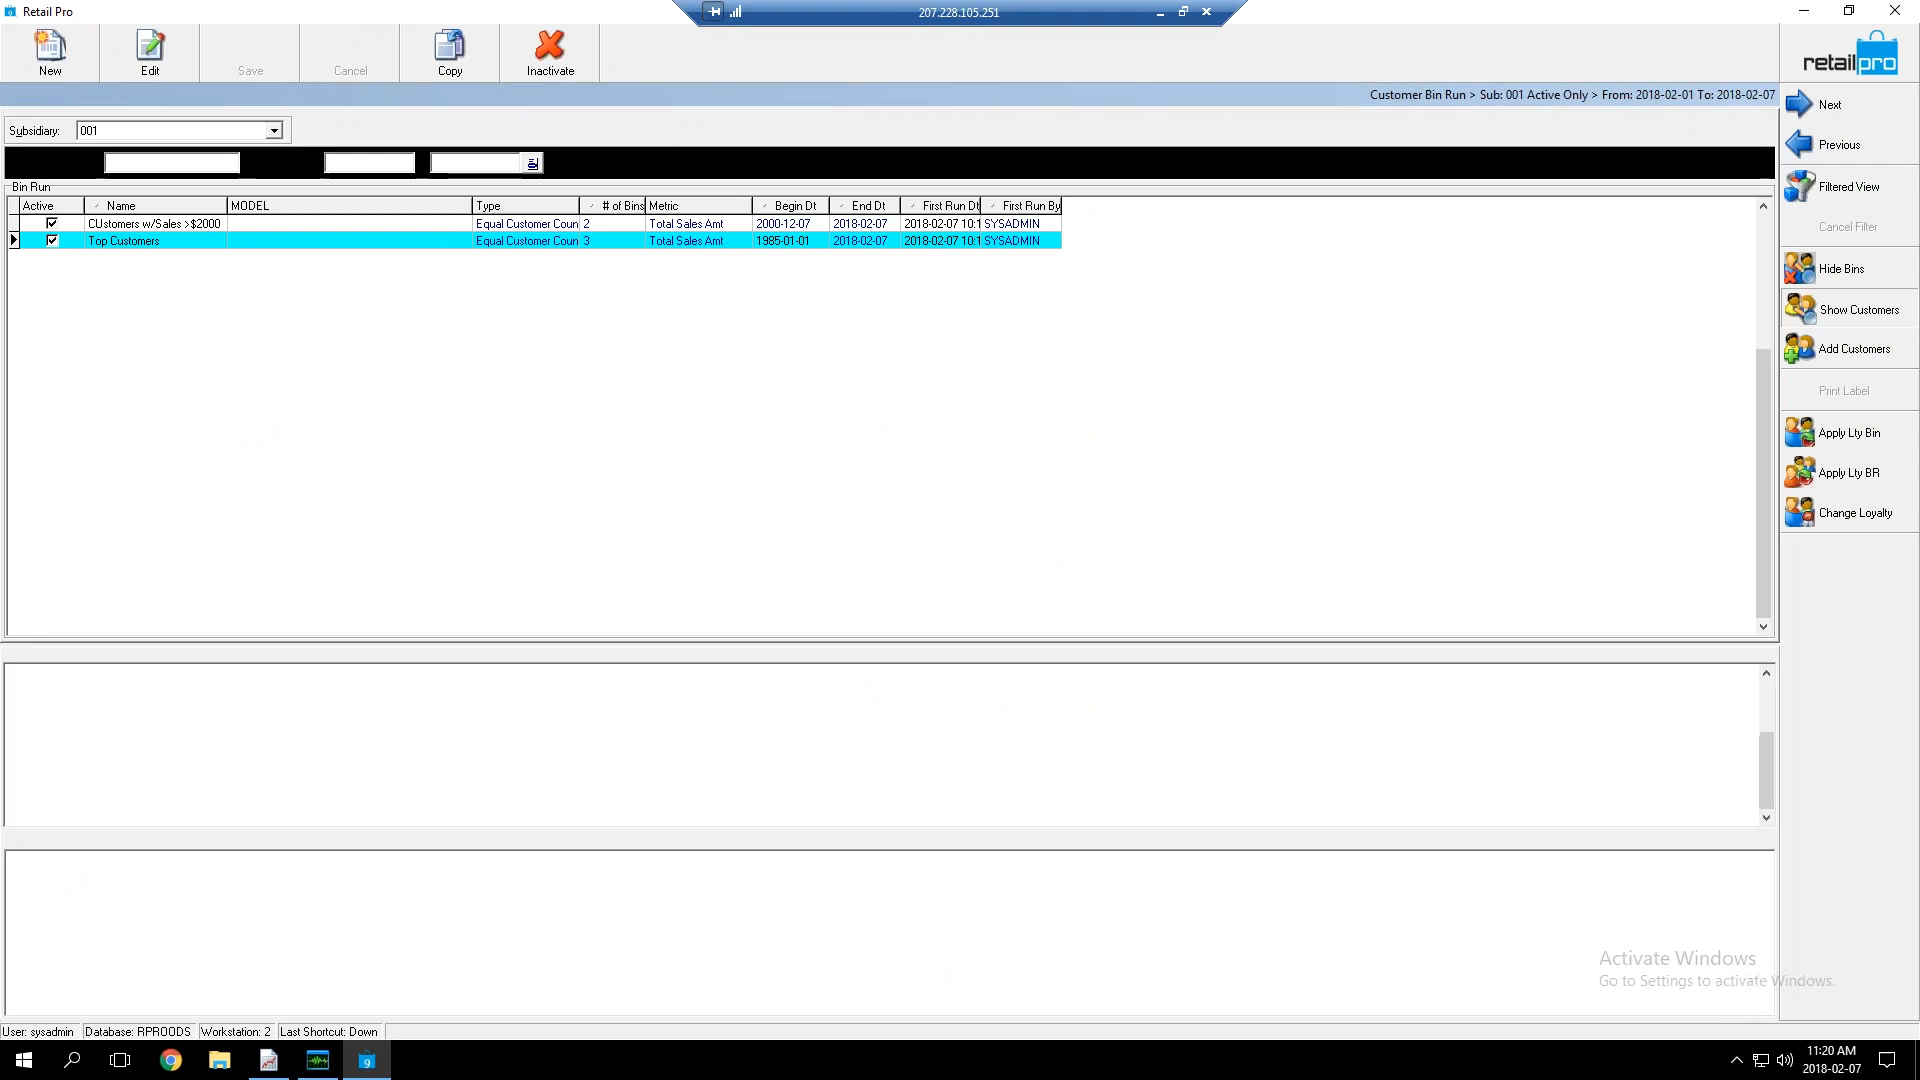 Retail Pro
207.228.105.251
New
Edit
Save
Cancel
Copy
Inactivate
retailpro
Customer Bin Run > Sub: 001 Active Only > From: 2018-02-01 To: 2018-02-07
Subsidiary: 001
Bin Run
Active Name MODEL Type # of Bins Metric Begin Dt End Dt First Run Dt First Run By
CUstomers w/Sales >$2000 Equal Customer Coun 2 Total Sales Amt 2000-12-07 2018-02-07 2018-02-07 10:1 SYSADMIN
Top Customers Equal Customer Coun 3 Total Sales Amt 1985-01-01 2018-02-07 2018-02-07 10:1 SYSADMIN
Next
Previous
Filtered View
Cancel Filter
Hide Bins
Show Customers
Add Customers
Print Label
Apply Lty Bin
Apply Lty BR
Change Loyalty
Activate Windows
Go to Settings to activate Windows.
User: sysadmin Database: RPROODS Workstation: 2 Last Shortcut: Down
9
11:20 AM
2018-02-07